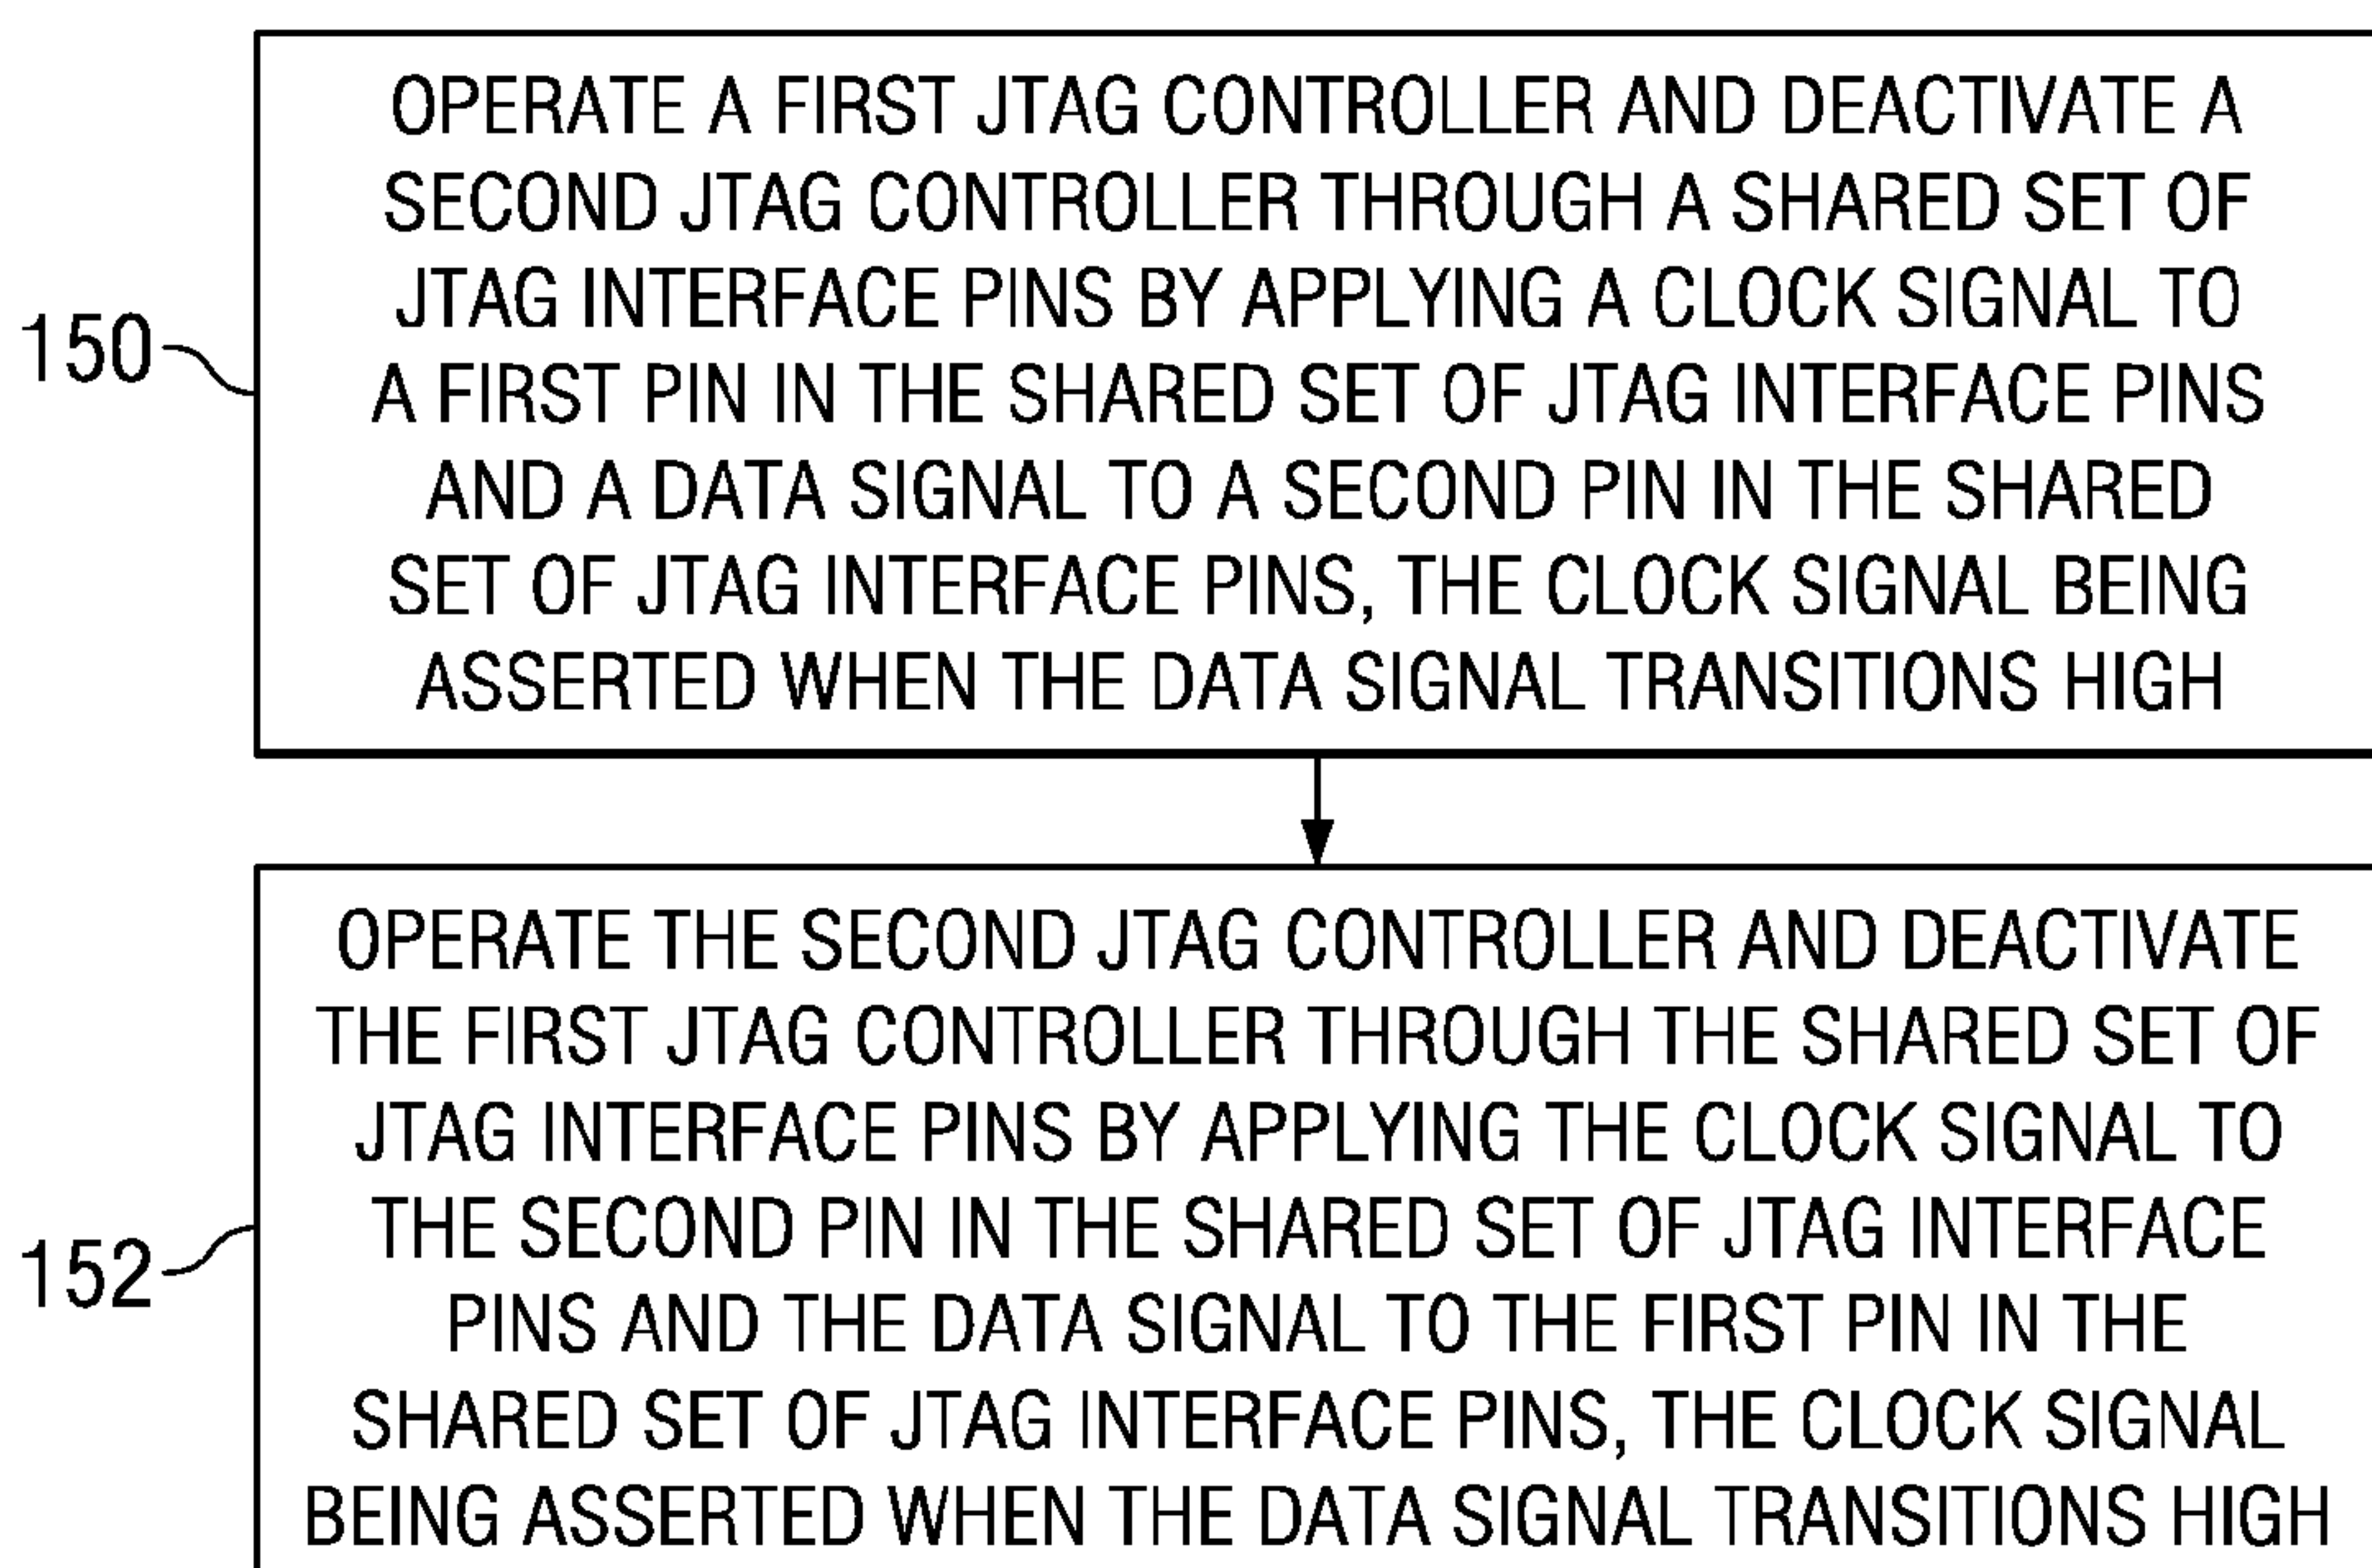 OPERATE A FIRST JTAG CONTROLLER AND DEACTIVATE A
SECOND JTAG CONTROLLER THROUGH A SHARED SET OF
JTAG INTERFACE PINS BY APPLYING A CLOCK SIGNAL TO
A FIRST PIN IN THE SHARED SET OF JTAG INTERFACE PINS
AND A DATA SIGNAL TO A SECOND PIN IN THE SHARED
SET OF JTAG INTERFACE PINS, THE CLOCK SIGNAL BEING
ASSERTED WHEN THE DATA SIGNAL TRANSITIONS HIGH
150
OPERATE THE SECOND JTAG CONTROLLER AND DEACTIVATE
THE FIRST JTAG CONTROLLER THROUGH THE SHARED SET OF
JTAG INTERFACE PINS BY APPLYING THE CLOCK SIGNAL TO
THE SECOND PIN IN THE SHARED SET OF JTAG INTERFACE
PINS AND THE DATA SIGNAL TO THE FIRST PIN IN THE
SHARED SET OF JTAG INTERFACE PINS, THE CLOCK SIGNAL
BEING ASSERTED WHEN THE DATA SIGNAL TRANSITIONS HIGH
152